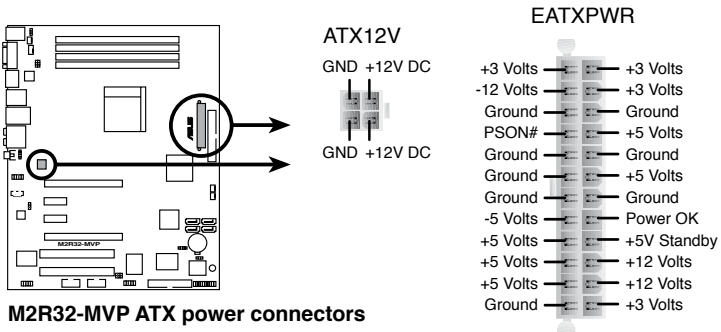 EATXPWR
ATX12V
GND +12V DC
GND +12V DC
+3 Volts +3 Volts
-12 Volts +3 Volts
Ground Ground
PSON# +5 Volts
Ground Ground
Ground +5 Volts
Ground Ground
-5 Volts Power OK
+5 Volts +5V Standby
+5 Volts +12 Volts
+5 Volts +12 Volts
Ground +3 Volts
ASUS
M2R32-MVP
M2R32-MVP ATX power connectors